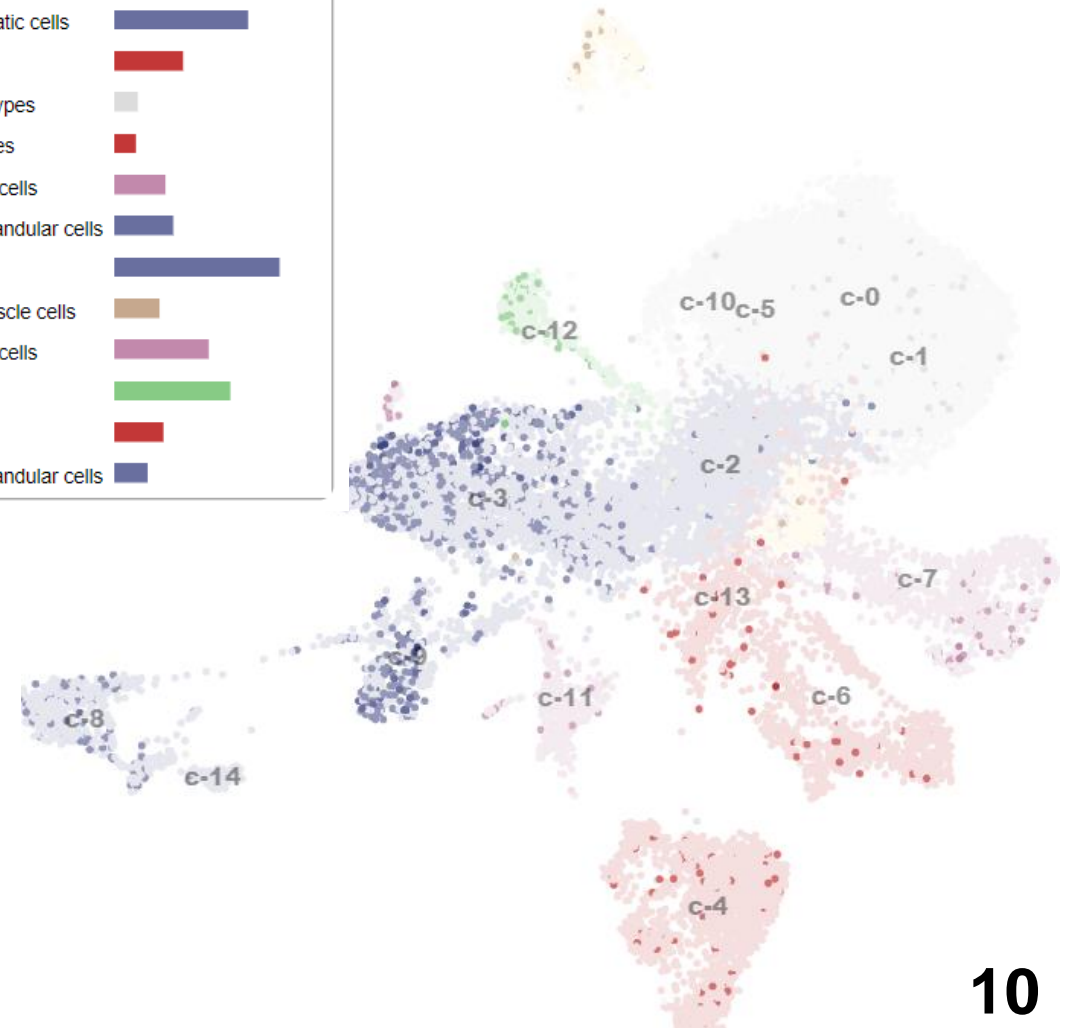 atic cells
ypes
es
cells
andular cells
scle cells
cells
andular cells
c-10
c-5
c-0
c-1
c-12
c-2
c-3
c-7
c-13
c-9
c-6
c-11
c-8
c-14
c-4
10